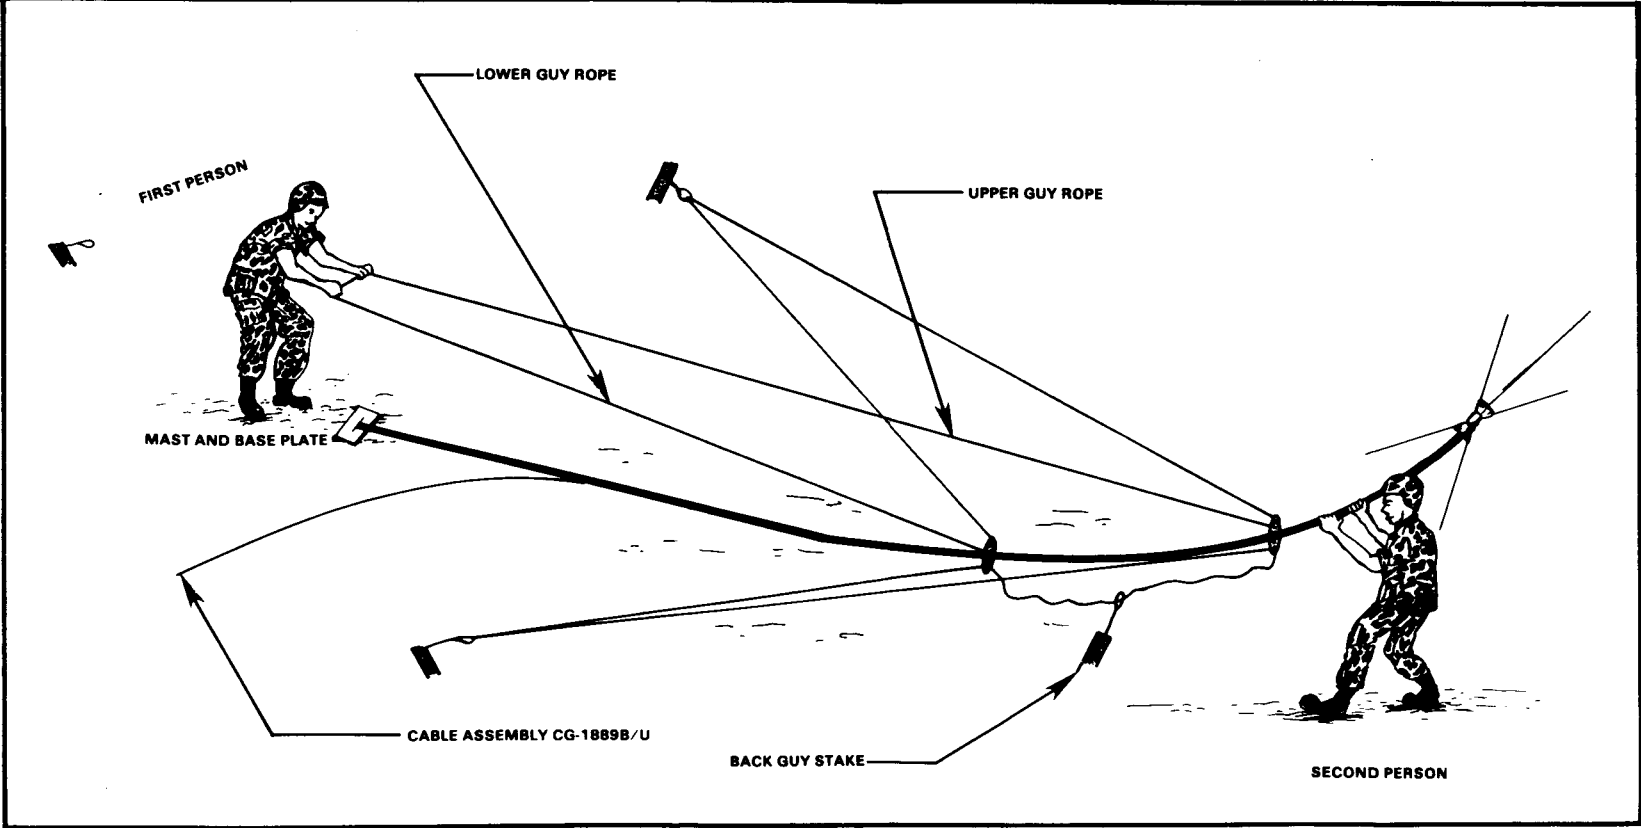 LOWER GUY ROPE
FIRST PERSON
UPPER GUY ROPE
MAST AND BASE PLATE
CABLE ASSEMBLY CG-1889B/U
BACK GUY STAKE
SECOND PERSON